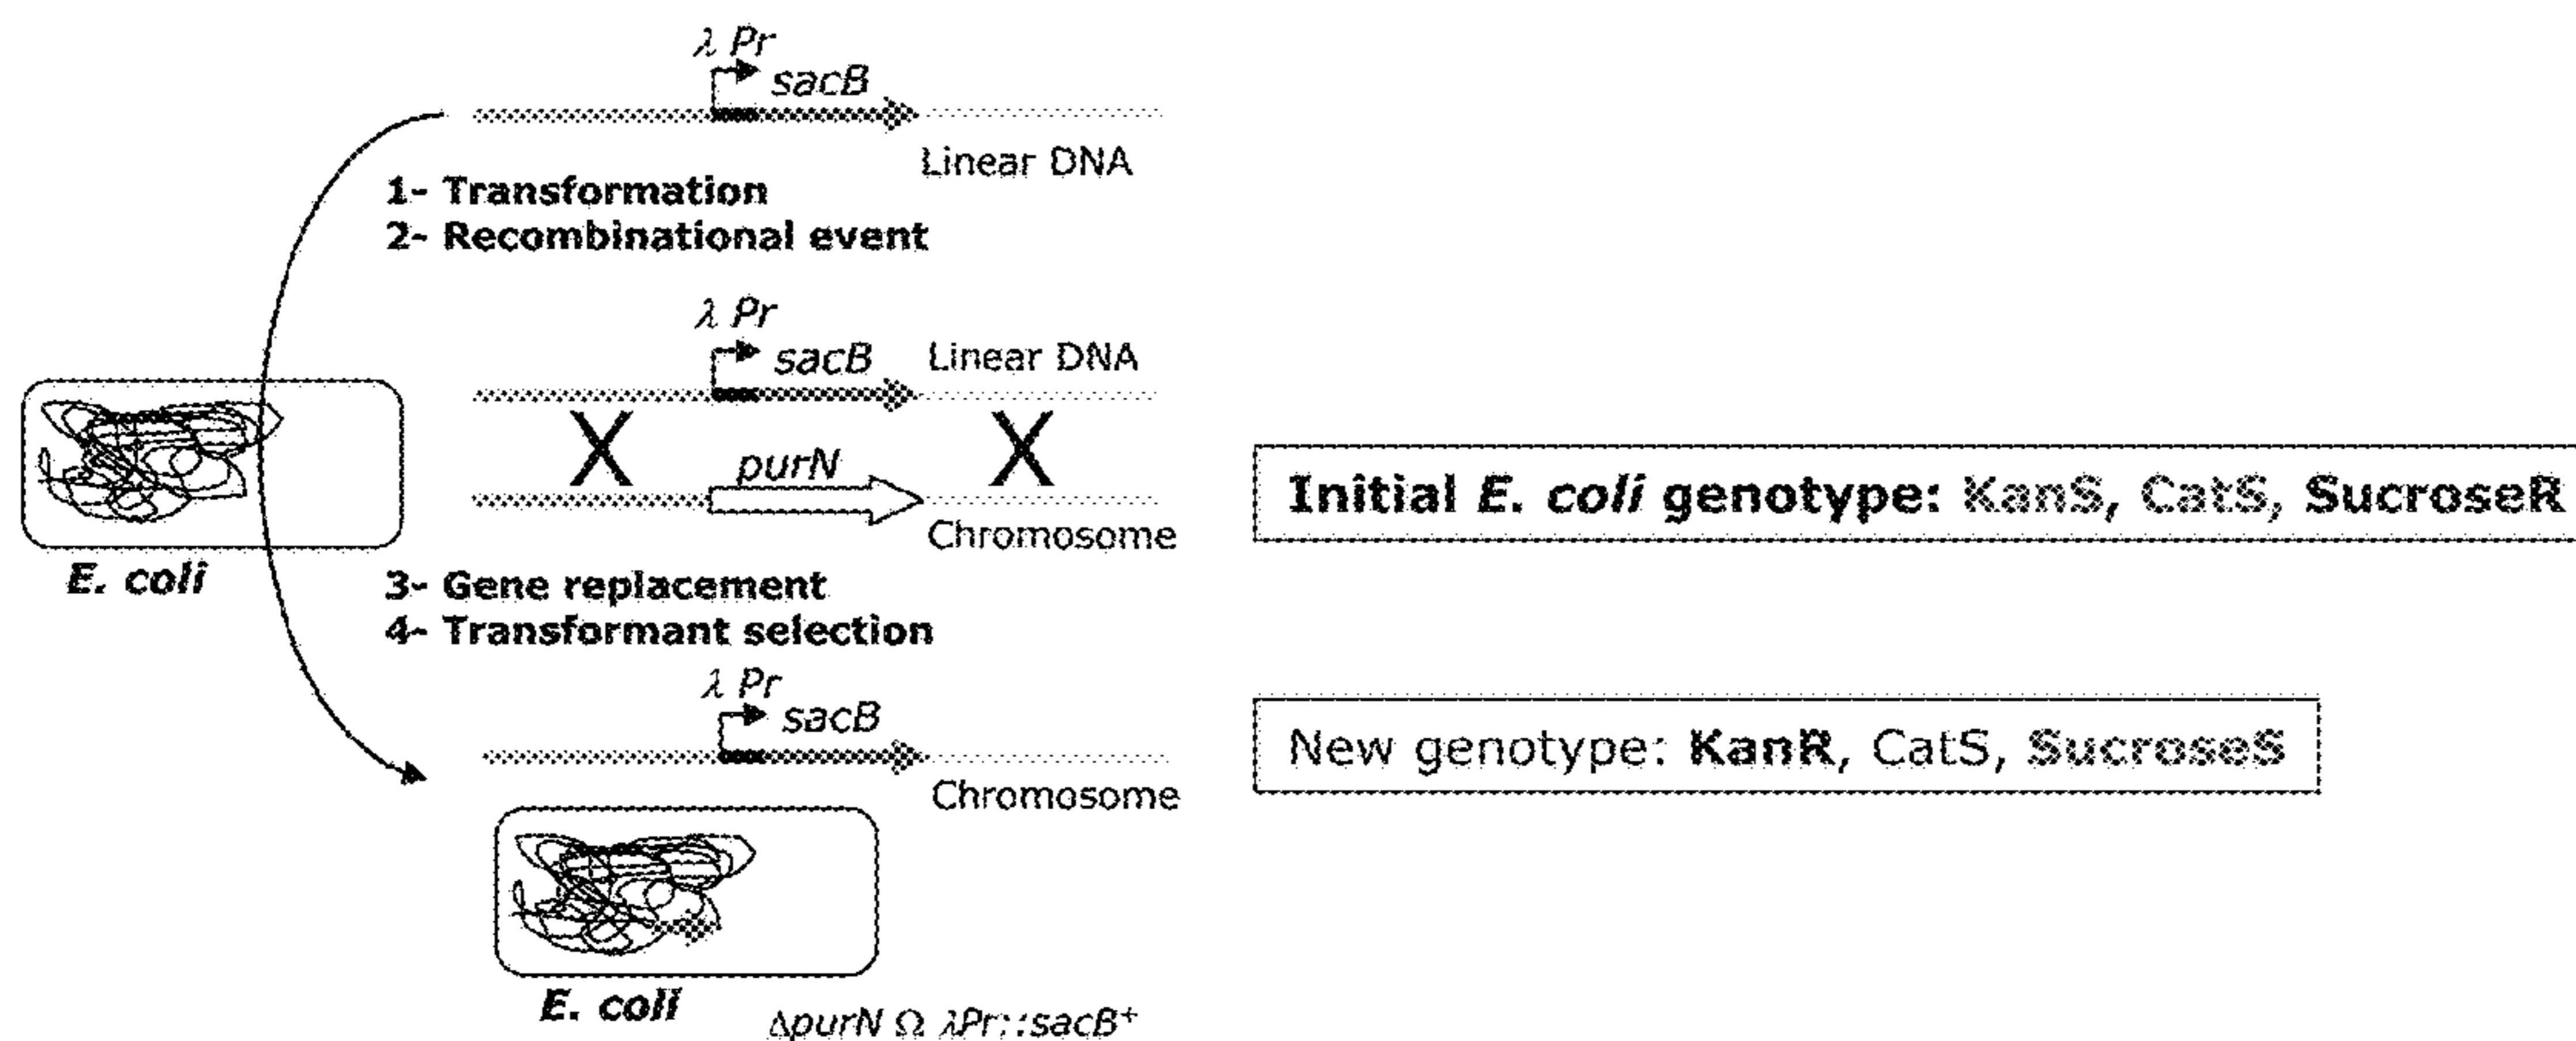 λ Pr
sacB
Linear DNA
1- Transformation
2- Recombinational event
λ Pr
sacB
Linear DNA
purN
Chromosome
E. coli
Initial E. coli genotype: KanS, CatS, SucroseR
3- Gene replacement
4- Transformant selection
λ Pr
sacB
Chromosome
New genotype: KanR, CatS, SucroseS
E. coli
ΔpurN Ω λPr::sacB⁺